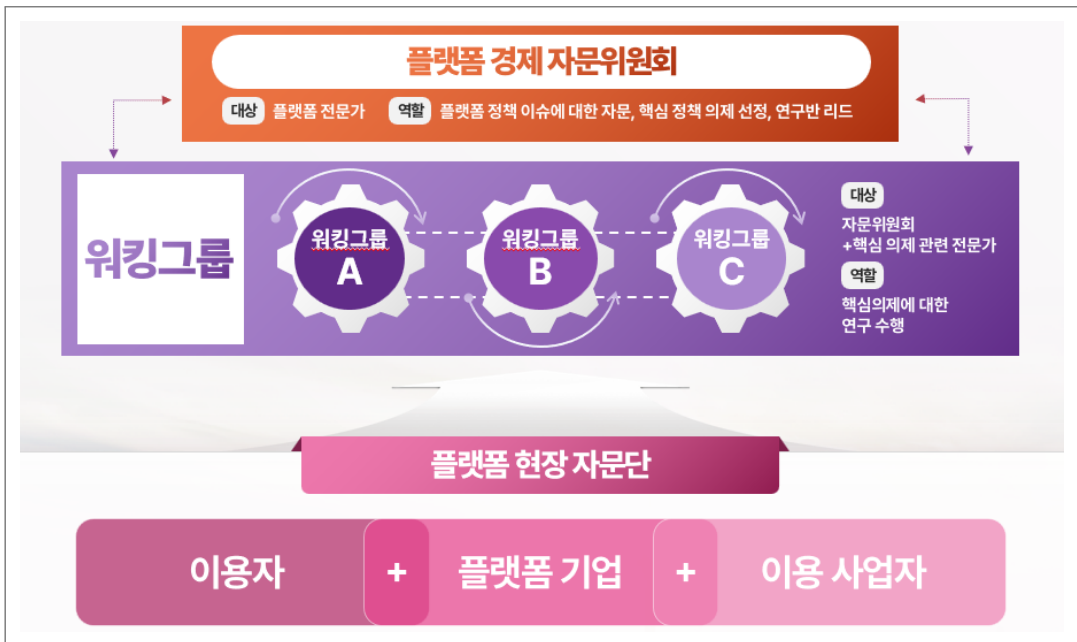 플랫폼 경제 자문위원회
대상 플랫폼 전문가 역할 플랫폼 정책 이슈에 대한 자문, 핵심 정책 의제 선정, 연구반 리드
워킹그룹
워킹그룹
A
워킹그룹
B
워킹그룹
C
대상
자문위원회
+핵심 의제 관련 전문가
역할
핵심의제에 대한
연구 수행
플랫폼 현장 자문단
이용자 + 플랫폼 기업 + 이용 사업자